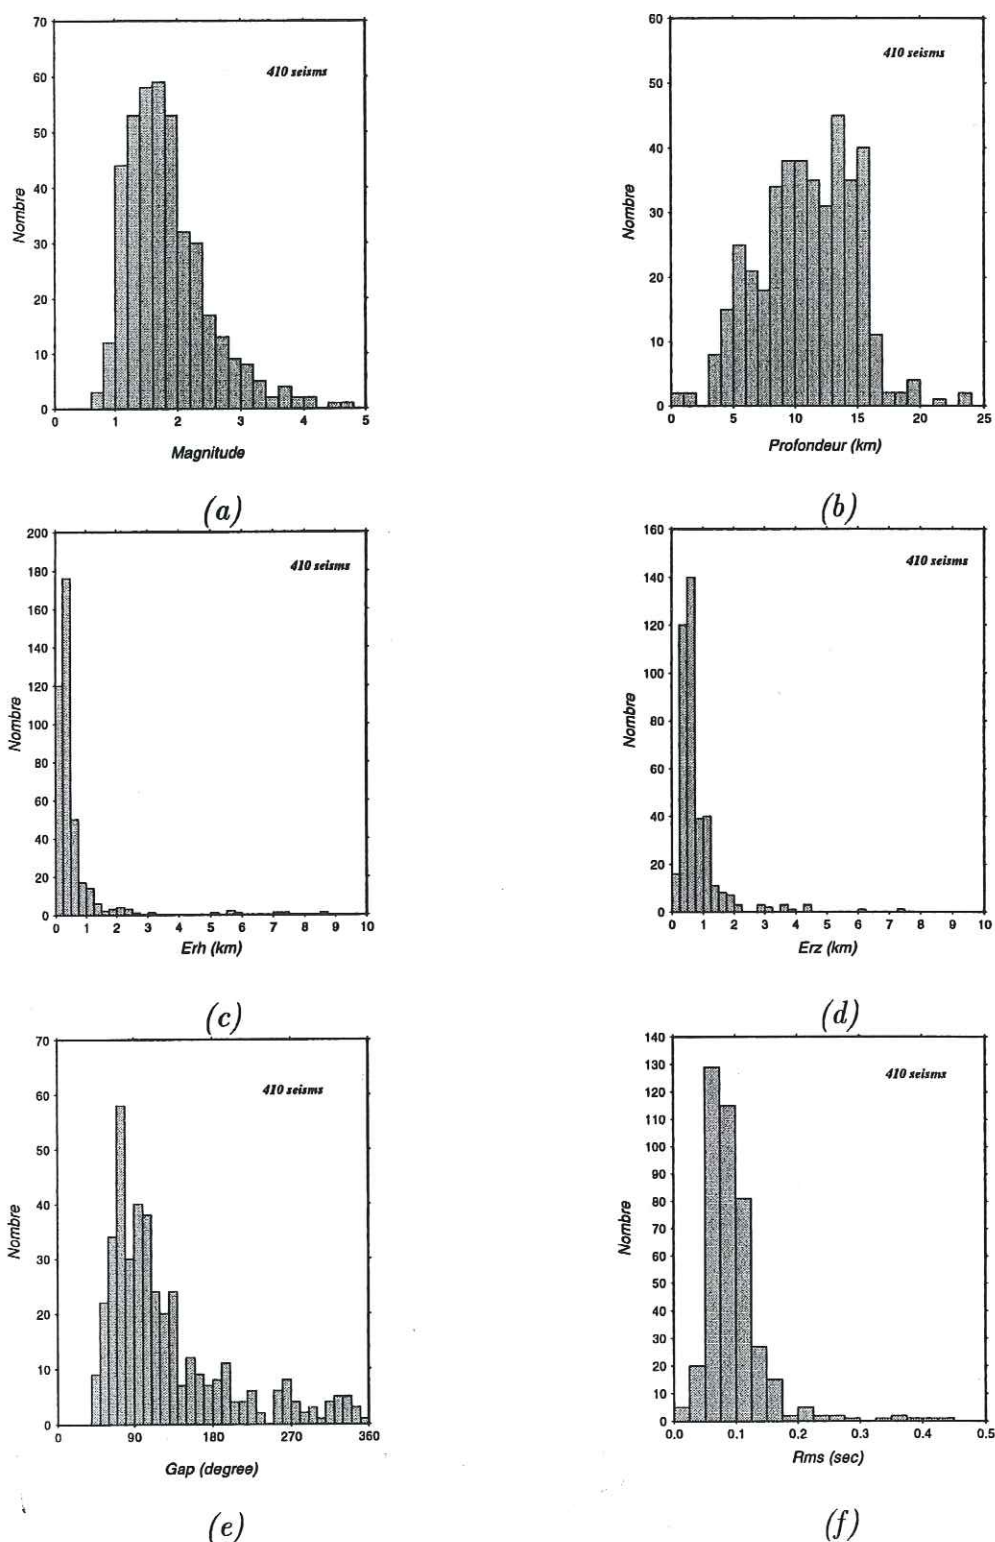 70
60
50
40
30
20
10
0
Nombre
410 seisms
0 1 2 3 4 5
Magnitude
(a)
60
50
40
30
20
10
0
Nombre
410 seisms
0 5 10 15 20 25
Profondeur (km)
(b)
200
180
160
140
120
100
80
60
40
20
0
Nombre
410 seisms
0 1 2 3 4 5 6 7 8 9 10
Erh (km)
(c)
160
140
120
100
80
60
40
20
0
Nombre
410 seisms
0 1 2 3 4 5 6 7 8 9 10
Erz (km)
(d)
70
60
50
40
30
20
10
0
Nombre
410 seisms
0 90 180 270 360
Gap (degree)
(e)
140
130
120
110
100
90
80
70
60
50
40
30
20
10
0
Nombre
410 seisms
0.0 0.1 0.2 0.3 0.4 0.5
Rms (sec)
(f)